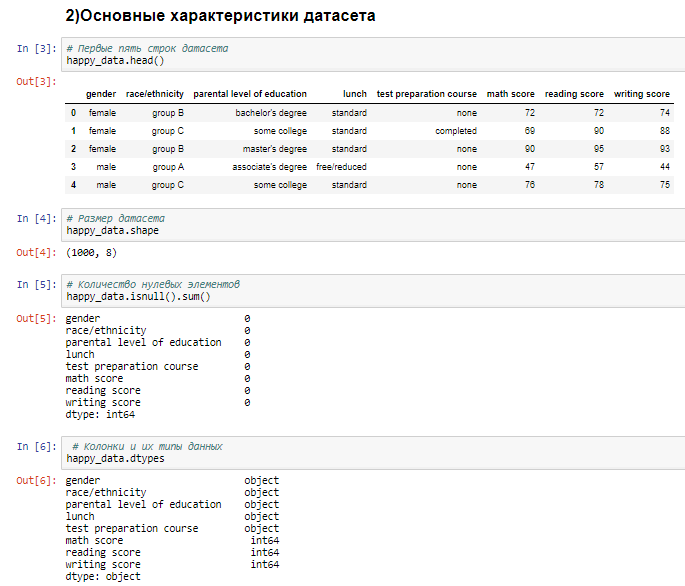 2)Основные характеристики датасета
In [3]: # Первые пять строк датасета
happy_data.head()
Out[3]:
gender race/ethnicity parental level of education lunch test preparation course math score reading score writing score
0 female group B bachelor's degree standard none 72 72 74
1 female group C some college standard completed 69 90 88
2 female group B master's degree standard none 90 95 93
3 male group A associate's degree free/reduced none 47 57 44
4 male group C some college standard none 76 78 75
In [4]: # Размер датасета
happy_data.shape
Out[4]: (1000, 8)
In [5]: # Количество нулевых элементов
happy_data.isnull().sum()
Out[5]: gender 0
race/ethnicity 0
parental level of education 0
lunch 0
test preparation course 0
math score 0
reading score 0
writing score 0
dtype: int64
In [6]: # Колонки и их типы данных
happy_data.dtypes
Out[6]: gender object
race/ethnicity object
parental level of education object
lunch object
test preparation course object
math score int64
reading score int64
writing score int64
dtype: object